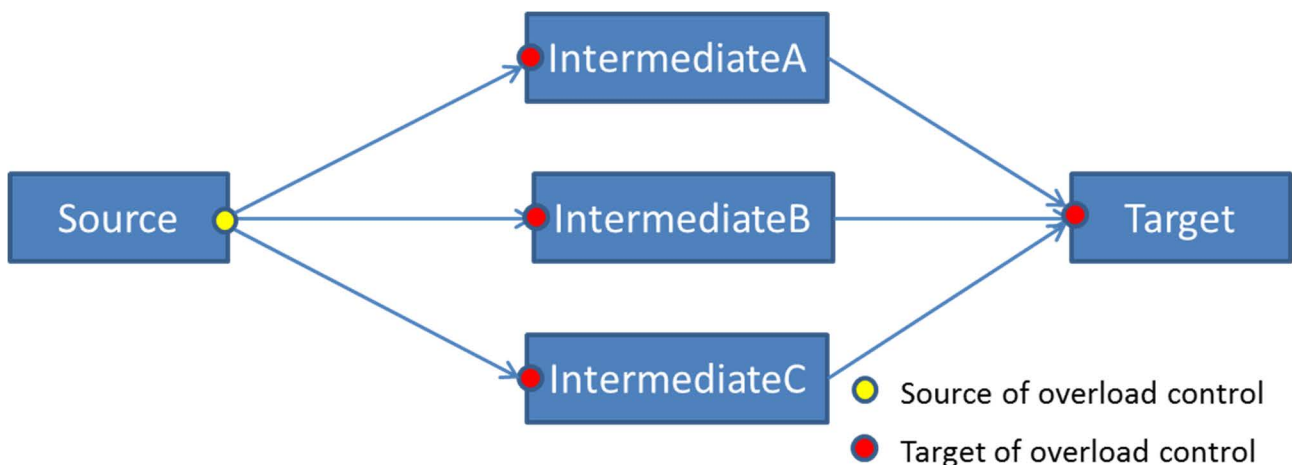 IntermediateA
Source
IntermediateB
Target
IntermediateC
Source of overload control
Target of overload control